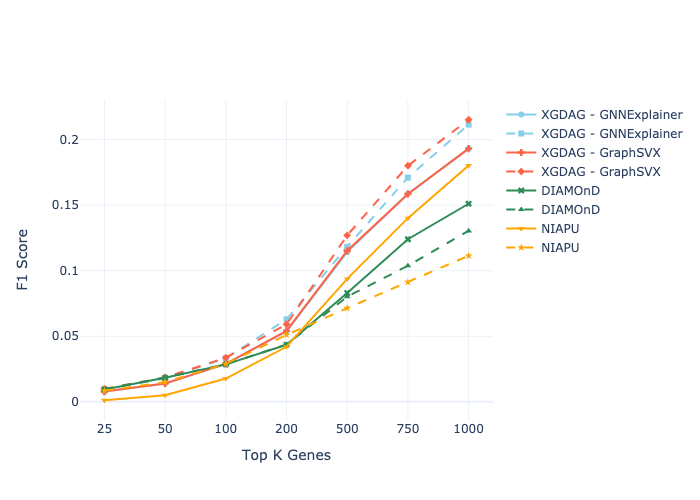 XGDAG - GNNExplainer
XGDAG - GNNExplainer
XGDAG - GraphSVX
XGDAG - GraphSVX
DIAMOnD
DIAMOnD
NIAPU
NIAPU
0.2
0.15
0.1
0.05
0
F1 Score
25 50 100 200 500 750 1000
Top K Genes